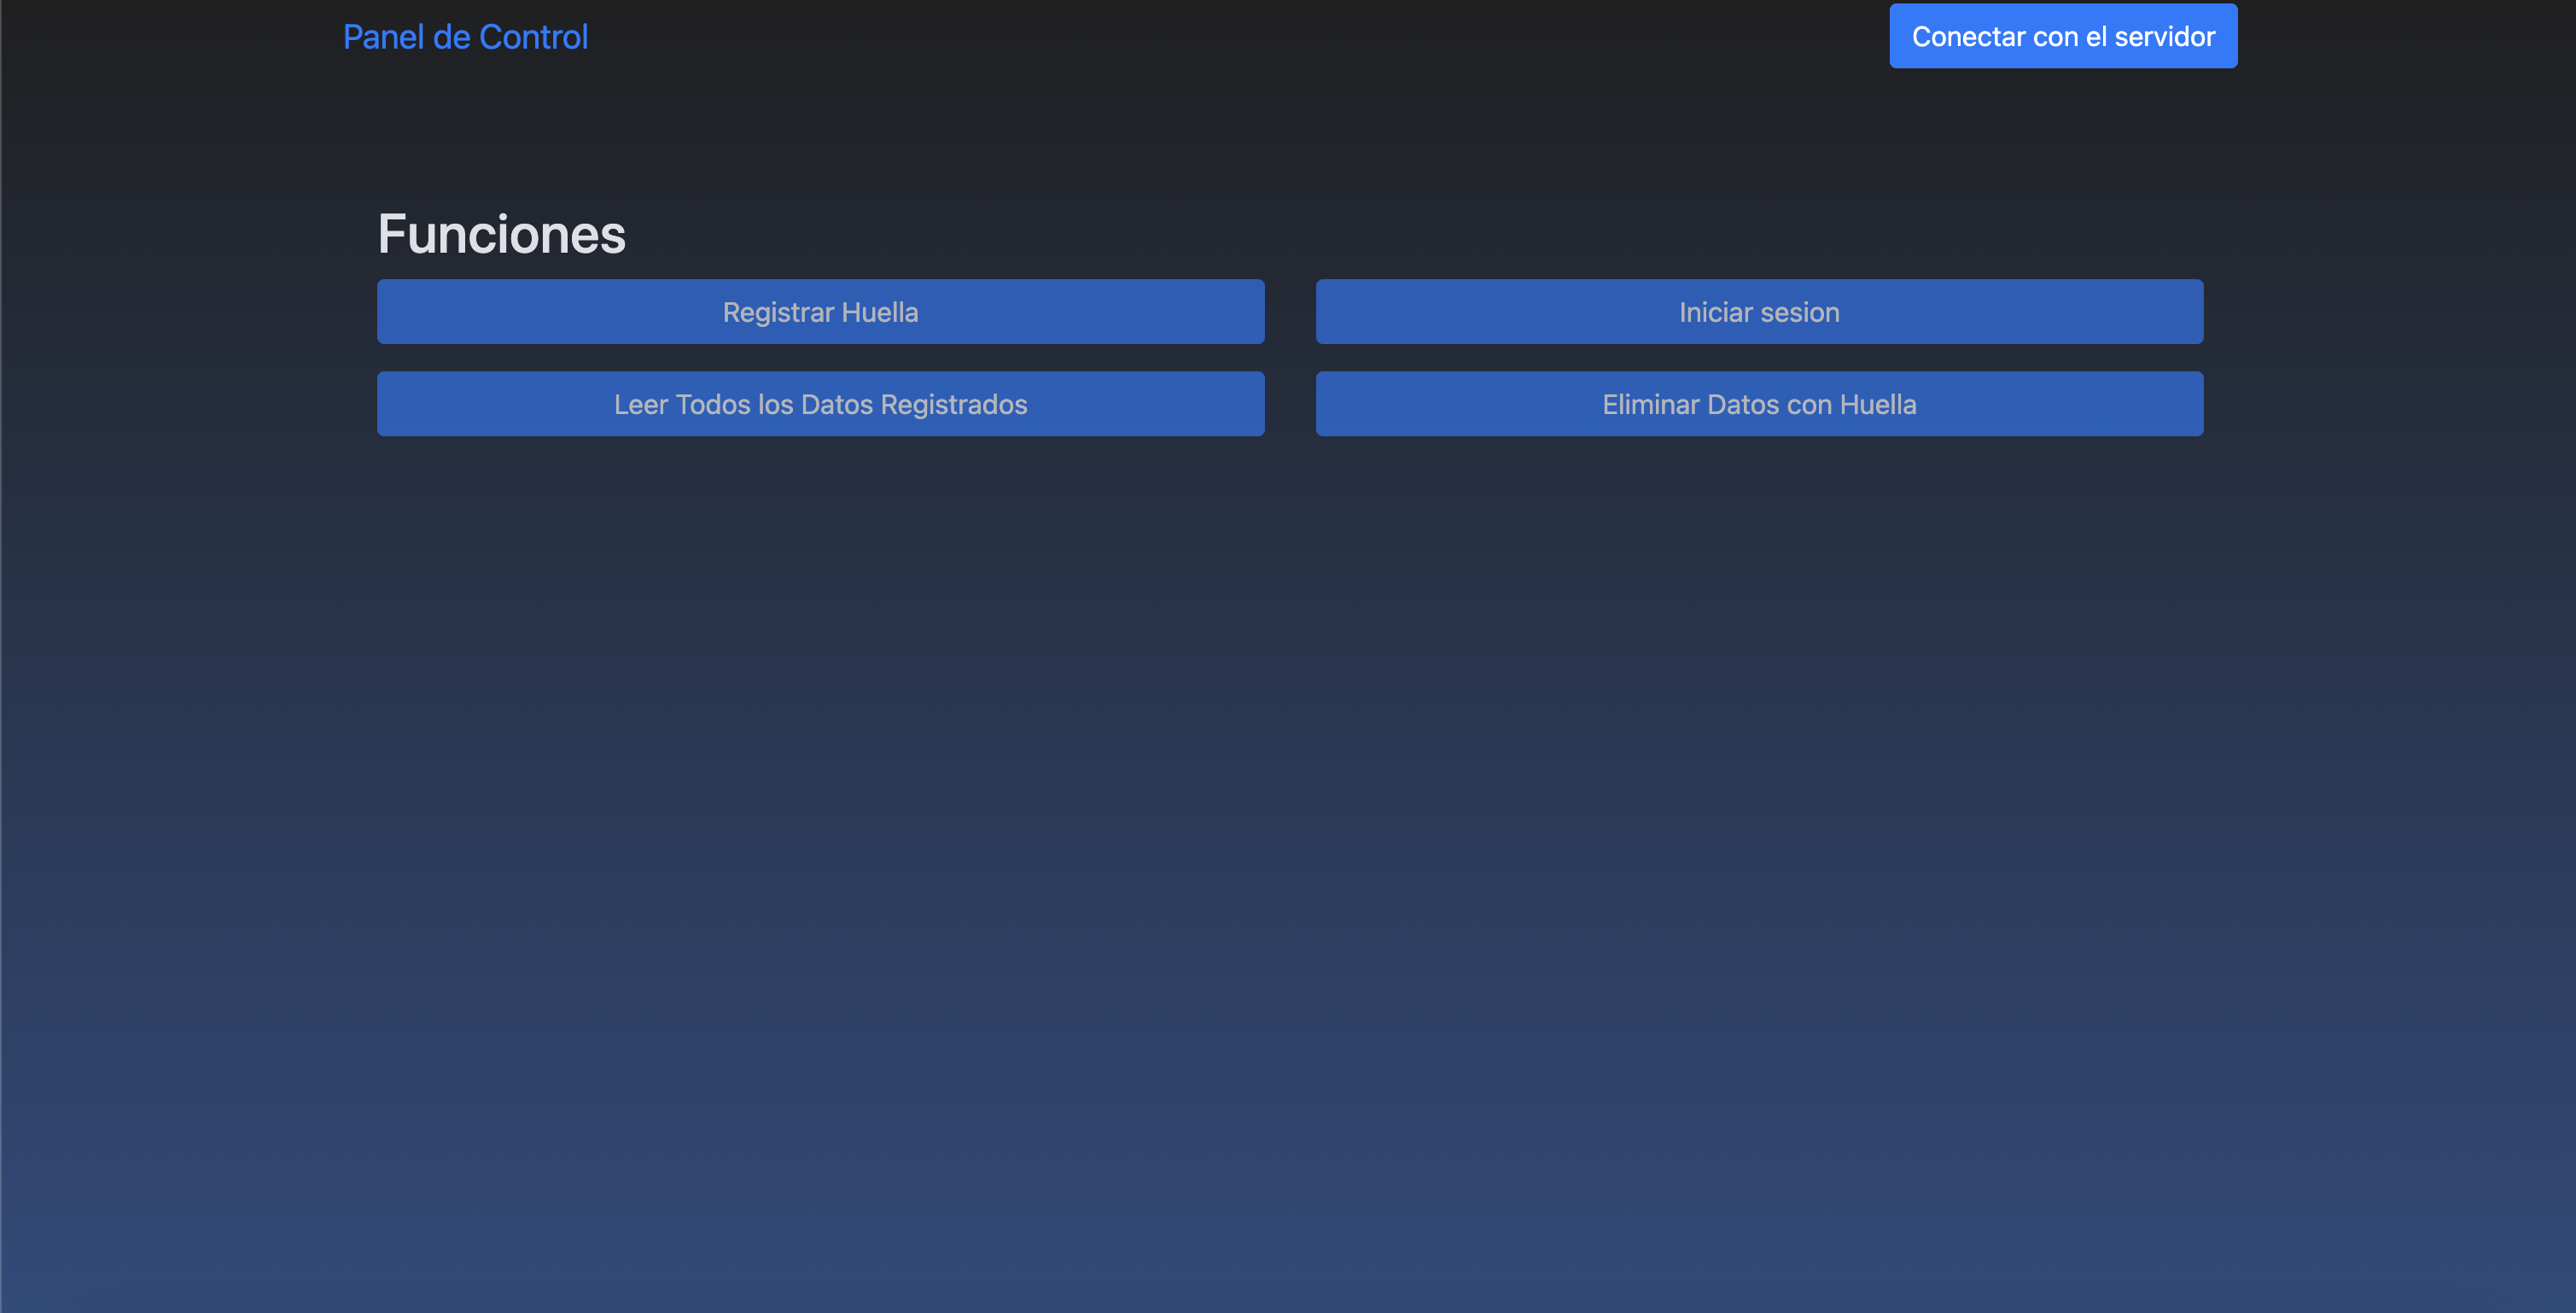 Panel de Control
Conectar con el servidor
Funciones
Registrar Huella
Iniciar sesion
Leer Todos los Datos Registrados
Eliminar Datos con Huella